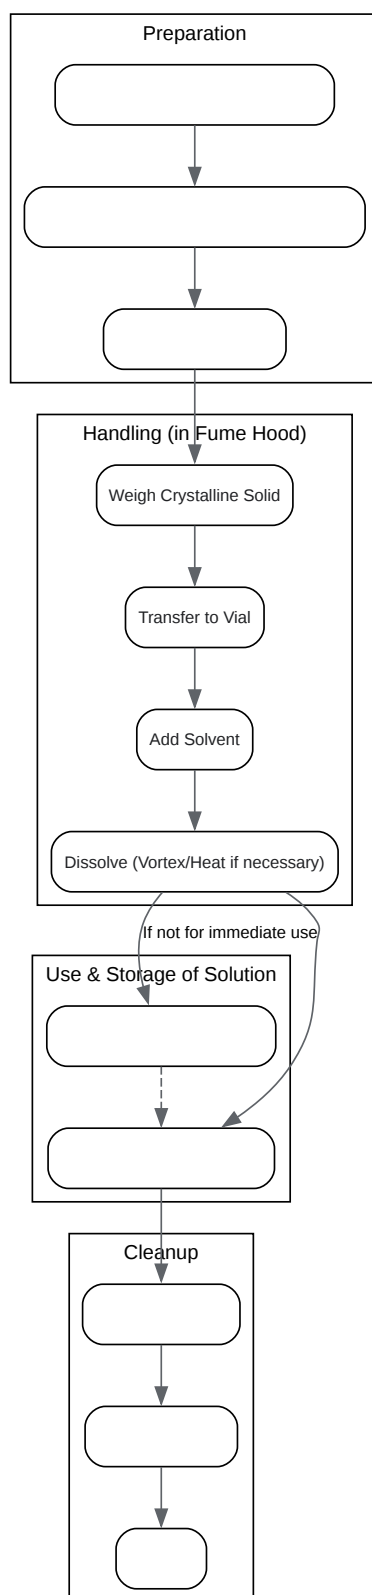 Preparation
Handling (in Fume Hood)
Weigh Crystalline Solid
Transfer to Vial
Add Solvent
Dissolve (Vortex/Heat if necessary)
If not for immediate use
Use & Storage of Solution
Cleanup